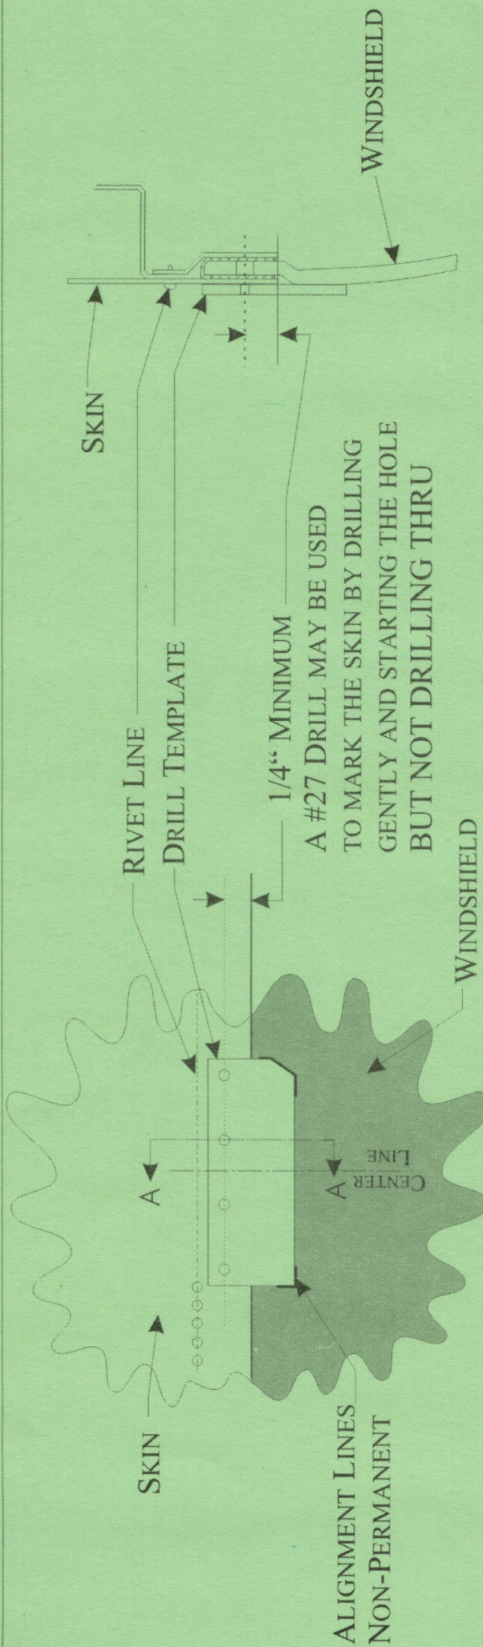 SKIN
ALIGNMENT LINES
NON-PERMANENT
A
A
CENTER
LINE
WINDSHIELD
RIVET LINE
DRILL TEMPLATE
1/4“ MINIMUM
A #27 DRILL MAY BE USED
TO MARK THE SKIN BY DRILLING
GENTLY AND STARTING THE HOLE
BUT NOT DRILLING THRU
SKIN
WINDSHIELD